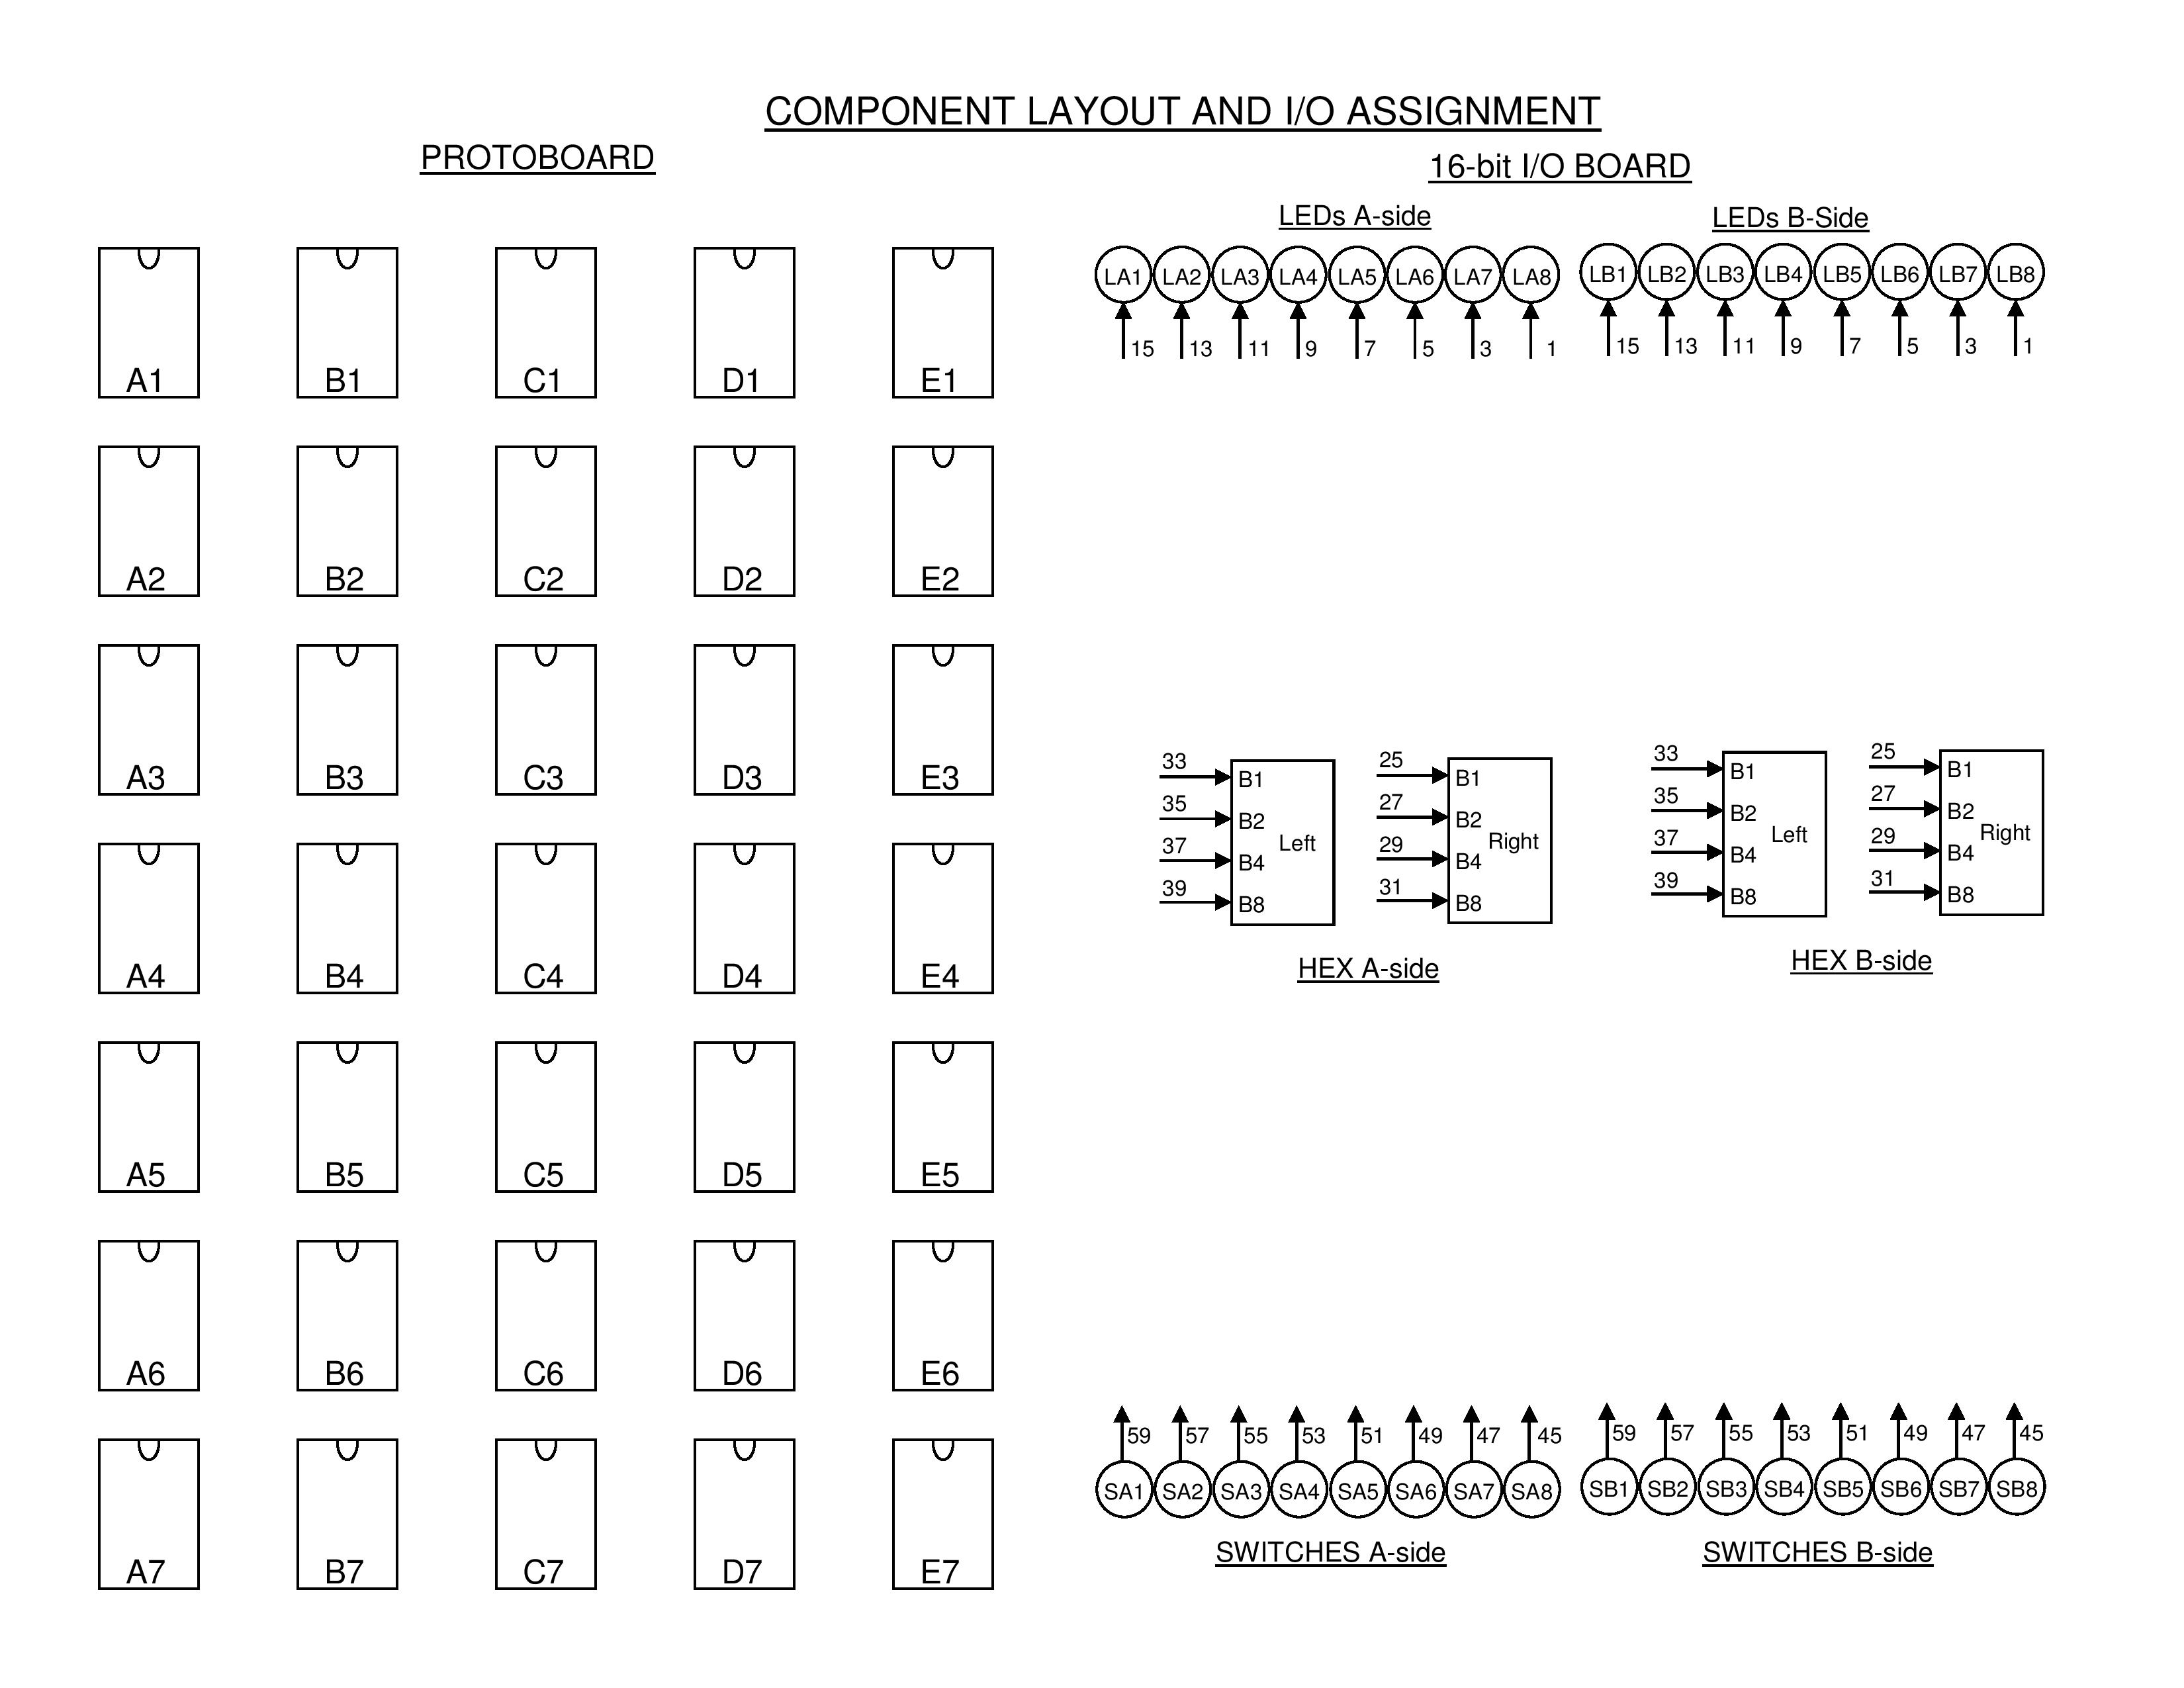 COMPONENT LAYOUT AND I/O ASSIGNMENT
PROTOBOARD
A1 B1 C1 D1 E1
A2 B2 C2 D2 E2
A3 B3 C3 D3 E3
A4 B4 C4 D4 E4
A5 B5 C5 D5 E5
A6 B6 C6 D6 E6
A7 B7 C7 D7 E7
16-bit I/O BOARD
LEDs A-side
LA1 LA2 LA3 LA4 LA5 LA6 LA7 LA8
15 13 11 9 7 5 3 1
LEDs B-Side
LB1 LB2 LB3 LB4 LB5 LB6 LB7 LB8
15 13 11 9 7 5 3 1
33 B1
35 B2
37 B4
39 B8
Left
25 B1
27 B2
29 B4
31 B8
Right
HEX A-side
33 B1
35 B2
37 B4
39 B8
Left
25 B1
27 B2
29 B4
31 B8
Right
HEX B-side
59 57 55 53 51 49 47 45
SA1 SA2 SA3 SA4 SA5 SA6 SA7 SA8
SWITCHES A-side
59 57 55 53 51 49 47 45
SB1 SB2 SB3 SB4 SB5 SB6 SB7 SB8
SWITCHES B-side